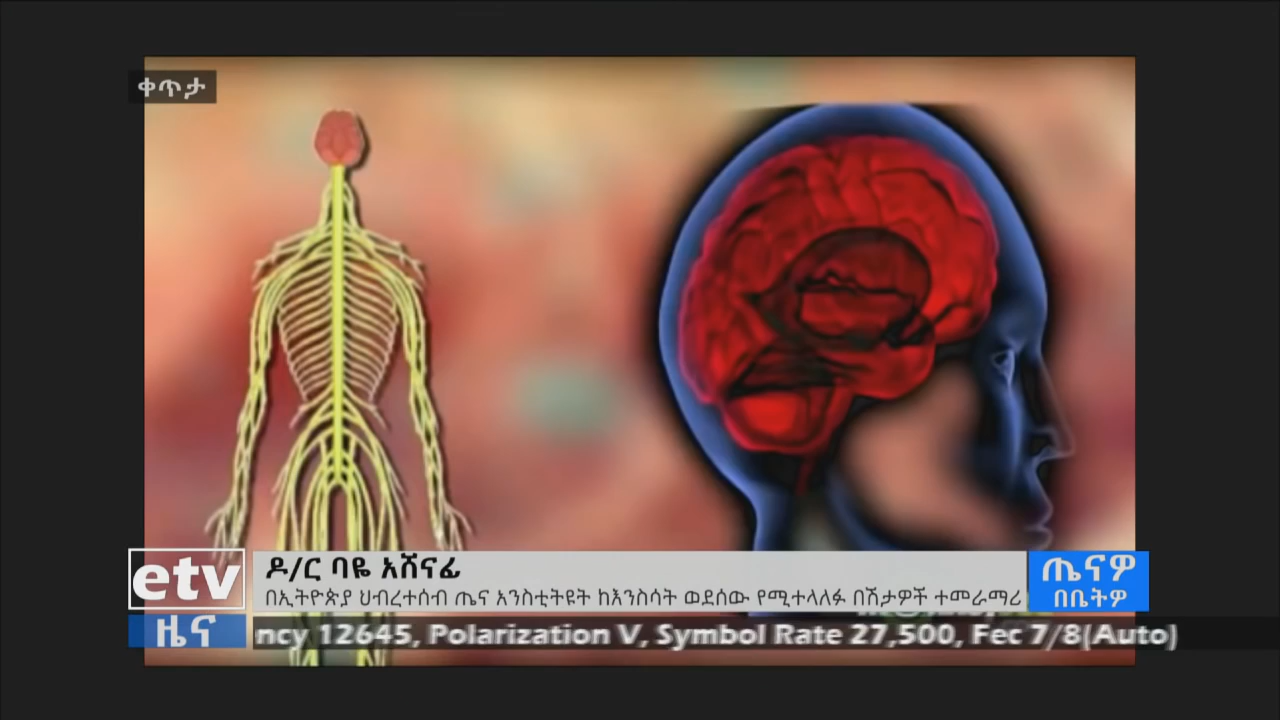 ቀጥታ
etv
ዜና
ዶ/ር ባዬ አሸናፊ
በኢትዮጵያ ህብረተሰብ ጤና አንስቲትዩት ከእንስሳት ወደሰው የሚተላለፉ በሽታዎች ተመራማሪ
ጤናዎ
በቤትዎ
ncy 12645, Polarization V, Symbol Rate 27,500, Fec 7/8(Auto)